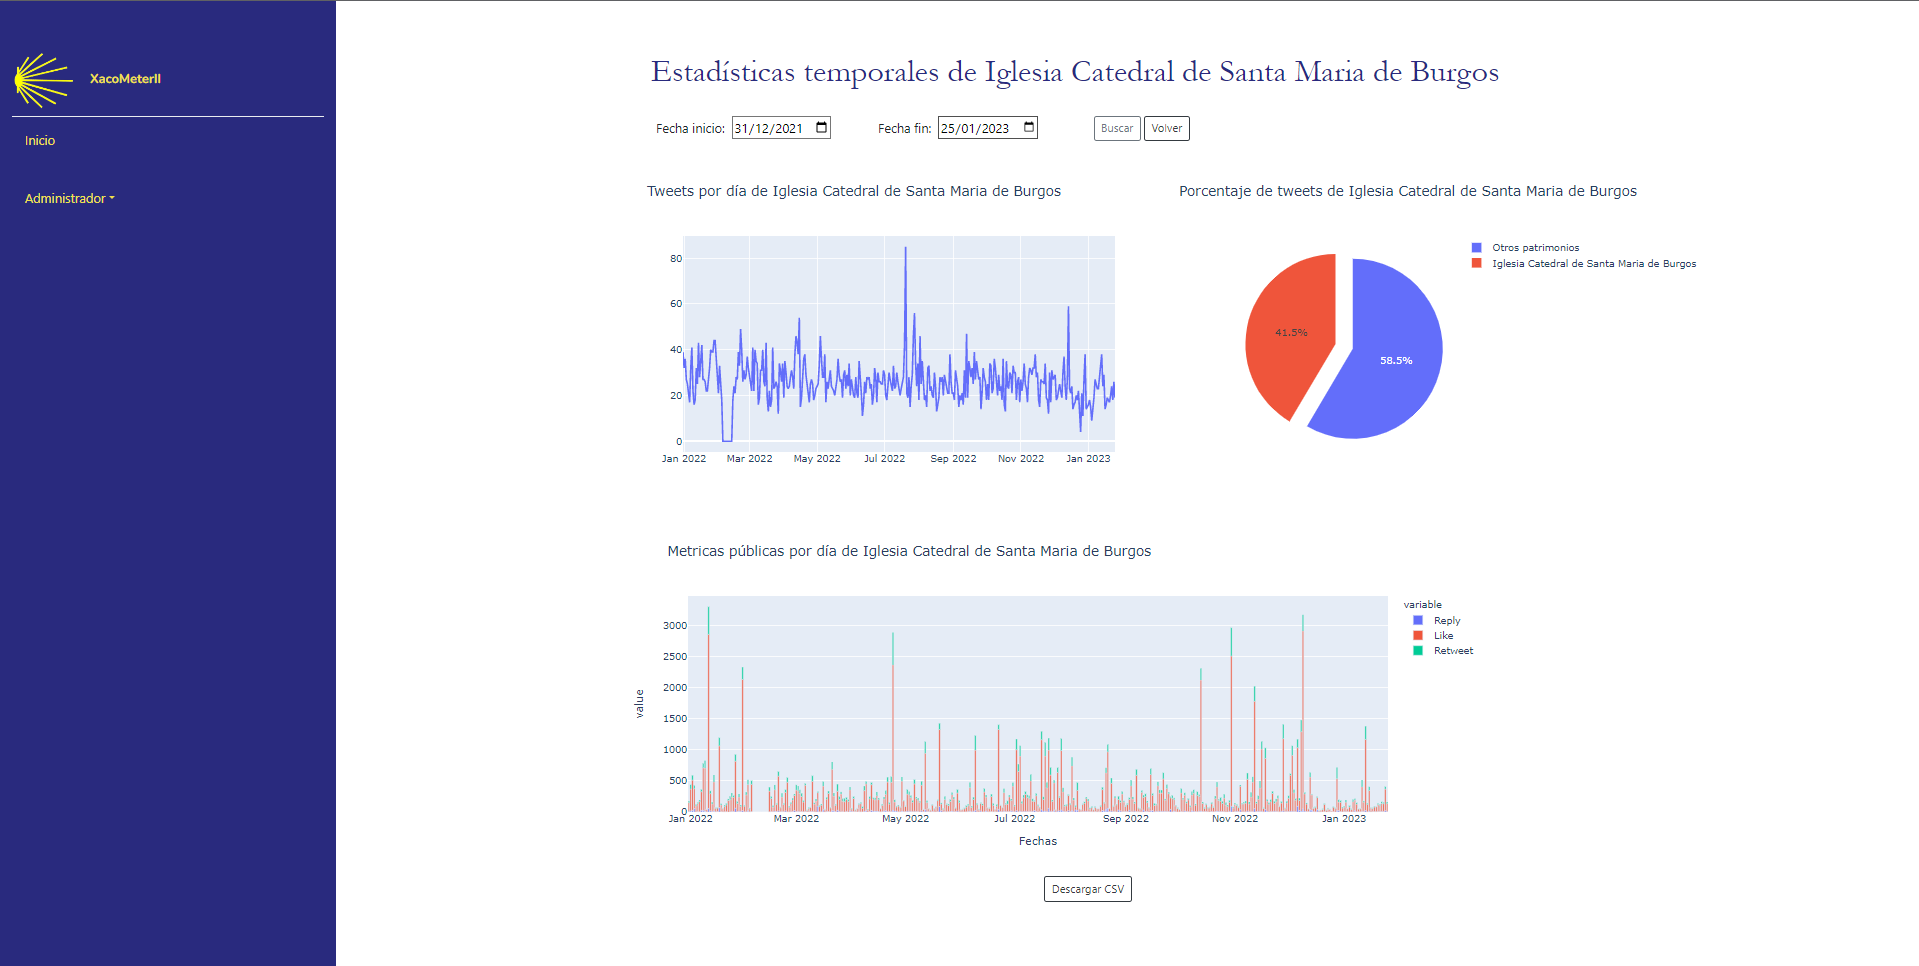 XacoMeterII
Inicio
Administrador
Estadísticas temporales de Iglesia Catedral de Santa Maria de Burgos
Fecha inicio: 31/12/2021 Fecha fin: 25/01/2023 Buscar Volver
Tweets por día de Iglesia Catedral de Santa Maria de Burgos
80
60
40
20
0
Jan 2022 Mar 2022 May 2022 Jul 2022 Sep 2022 Nov 2022 Jan 2023
Porcentaje de tweets de Iglesia Catedral de Santa Maria de Burgos
Otros patrimonios
Iglesia Catedral de Santa Maria de Burgos
41.5%
58.5%
Metricas públicas por día de Iglesia Catedral de Santa Maria de Burgos
value
3000
2500
2000
1500
1000
500
0
Jan 2022 Mar 2022 May 2022 Jul 2022 Sep 2022 Nov 2022 Jan 2023
Fechas
variable
Reply
Like
Retweet
Descargar CSV